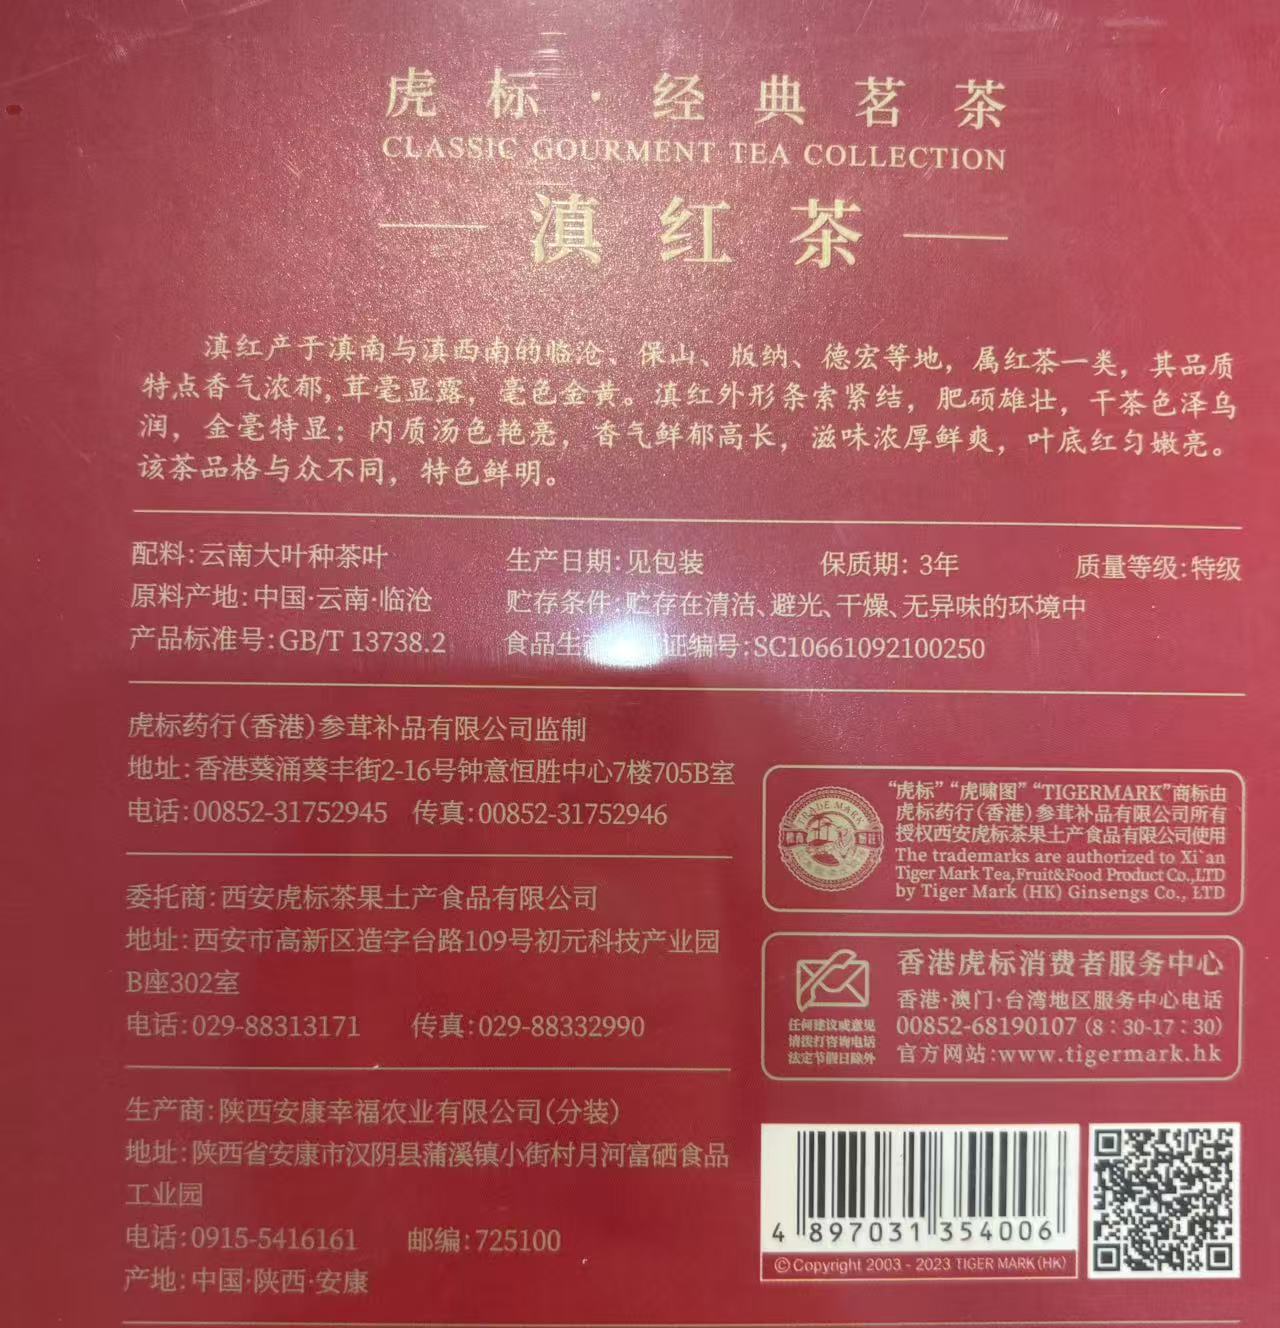 虎标·经典茗茶
CLASSIC GOURMENT TEA COLLECTION
滇红茶
滇红产于滇南与滇西南的临沧、保山、版纳、德宏等地，属红茶一类，其品质
特点香气浓郁，茸毫显露，毫色金黄。滇红外形条索紧结，肥硕雄壮，干茶色泽乌
润，金毫特显；内质汤色艳亮，香气鲜郁高长，滋味浓厚鲜爽，叶底红匀嫩亮。
该茶品格与众不同，特色鲜明。
配料：云南大叶种茶叶 生产日期：见包装 保质期：3年 质量等级：特级
原料产地：中国·云南·临沧 贮存条件：贮存在清洁、避光、干燥、无异味的环境中
产品标准号：GB/T 13738.2 食品生 证编号：SC10661092100250
虎标药行（香港）参茸补品有限公司监制
地址：香港葵涌葵丰街2-16号钟意恒胜中心7楼705B室
电话：00852-31752945 传真：00852-31752946
委托商：西安虎标茶果土产食品有限公司
地址：西安市高新区造字台路109号初元科技产业园
B座302室
电话：029-88313171 传真：029-88332990
生产商：陕西安康幸福农业有限公司（分装）
地址：陕西省安康市汉阴县蒲溪镇小街村月河富硒食品
工业园
电话：0915-5416161 邮编：725100
产地：中国·陕西·安康
TRADE MARK
“虎标”“虎啸图”“TIGERMARK”商标由
虎标药行（香港）参茸补品有限公司所有
授权西安虎标茶果土产食品有限公司使用
The trademarks are authorized to Xi`an
Tiger Mark Tea,Fruit&Food Product Co.,LTD
by Tiger Mark (HK) Ginsengs Co., LTD
任何建议或意见
请拨打咨询电话
法定节假日除外
香港虎标消费者服务中心
香港·澳门·台湾地区服务中心电话
00852-68190107（8：30-17：30）
官方网站：www.tigermark.hk
4 897031 354006
©Copyright 2003 - 2023 TIGER MARK (HK)